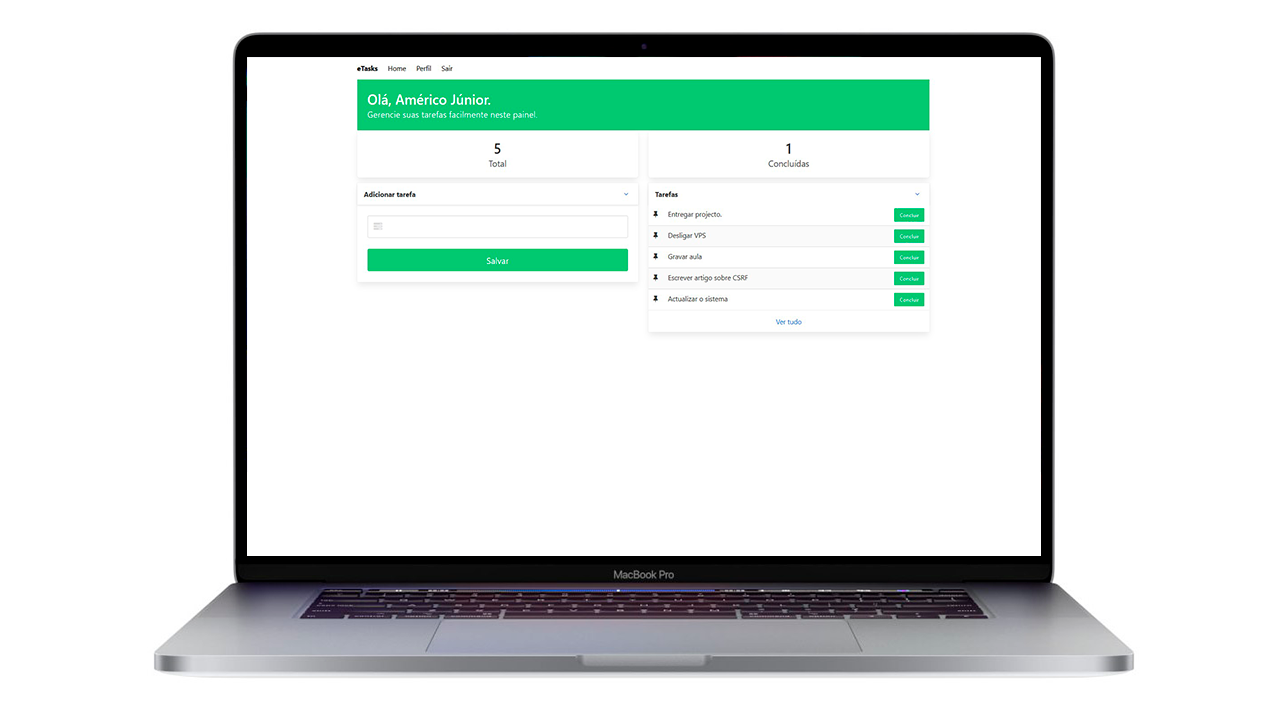 eTasks Home Perfil Sair
Olá, Américo Júnior.
Gerencie suas tarefas facilmente neste painel.
5
Total
1
Concluídas
Adicionar tarefa
Salvar
Tarefas
Entregar projecto. Concluir
Desligar VPS Concluir
Gravar aula Concluir
Escrever artigo sobre CSRF Concluir
Actualizar o sistema Concluir
Ver tudo
MacBook Pro